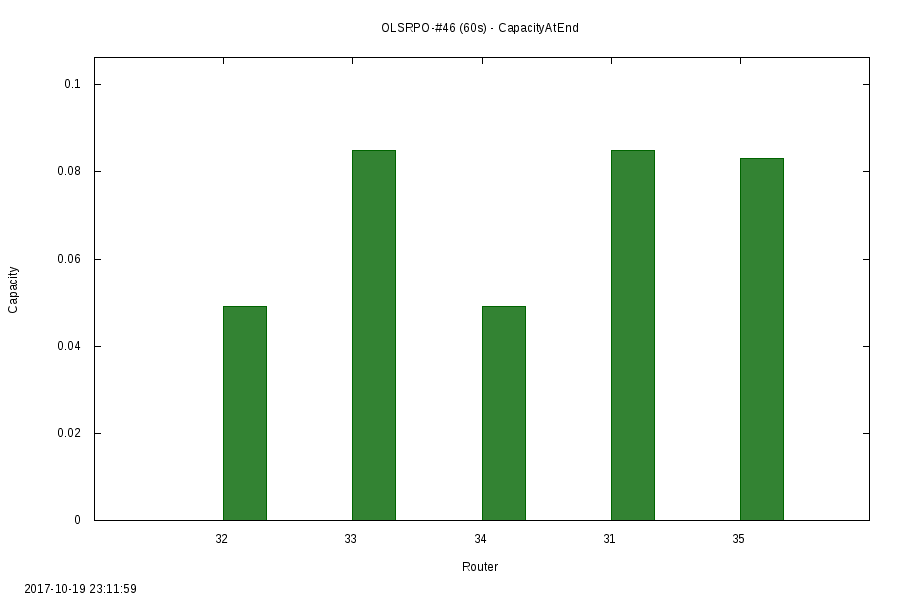 OLSRPO-#46 (60s) - CapacityAtEnd
0.1
0.08
0.06
0.04
0.02
0
Capacity
32 33 34 31 35
Router
2017-10-19 23:11:59